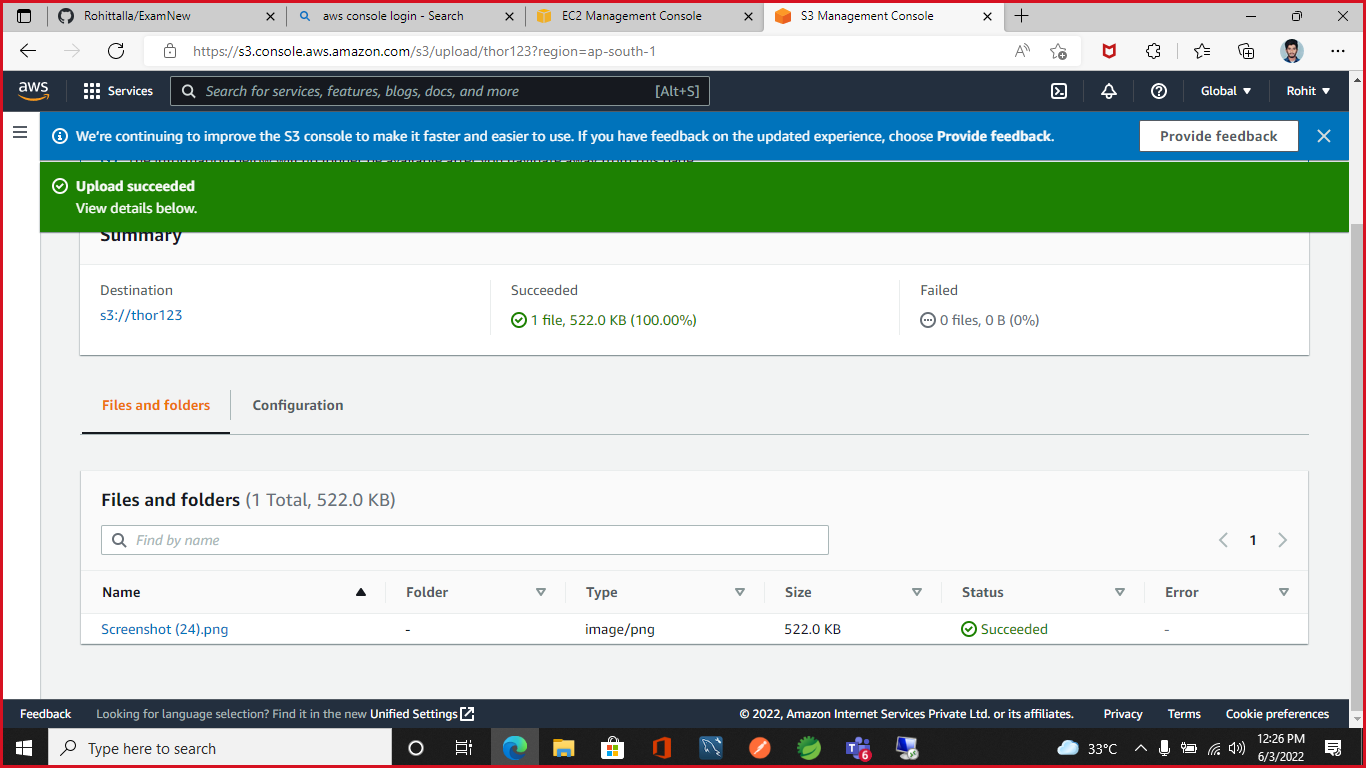 Rohittalla/ExamNew
aws console login - Search
EC2 Management Console
S3 Management Console
https://s3.console.aws.amazon.com/s3/upload/thor123?region=ap-south-1
aws
Services
Search for services, features, blogs, docs, and more
[Alt+S]
Global
Rohit
We're continuing to improve the S3 console to make it faster and easier to use. If you have feedback on the updated experience, choose Provide feedback.
Provide feedback
Upload succeeded
View details below.
Summary
Destination
Succeeded
Failed
s3://thor123
1 file, 522.0 KB (100.00%)
0 files, 0 B (0%)
Files and folders
Configuration
Files and folders (1 Total, 522.0 KB)
Find by name
1
Name
Folder
Type
Size
Status
Error
Screenshot (24).png
-
image/png
522.0 KB
Succeeded
-
Feedback
Looking for language selection? Find it in the new Unified Settings
© 2022, Amazon Internet Services Private Ltd. or its affiliates.
Privacy
Terms
Cookie preferences
Type here to search
6
33°C
12:26 PM
6/3/2022